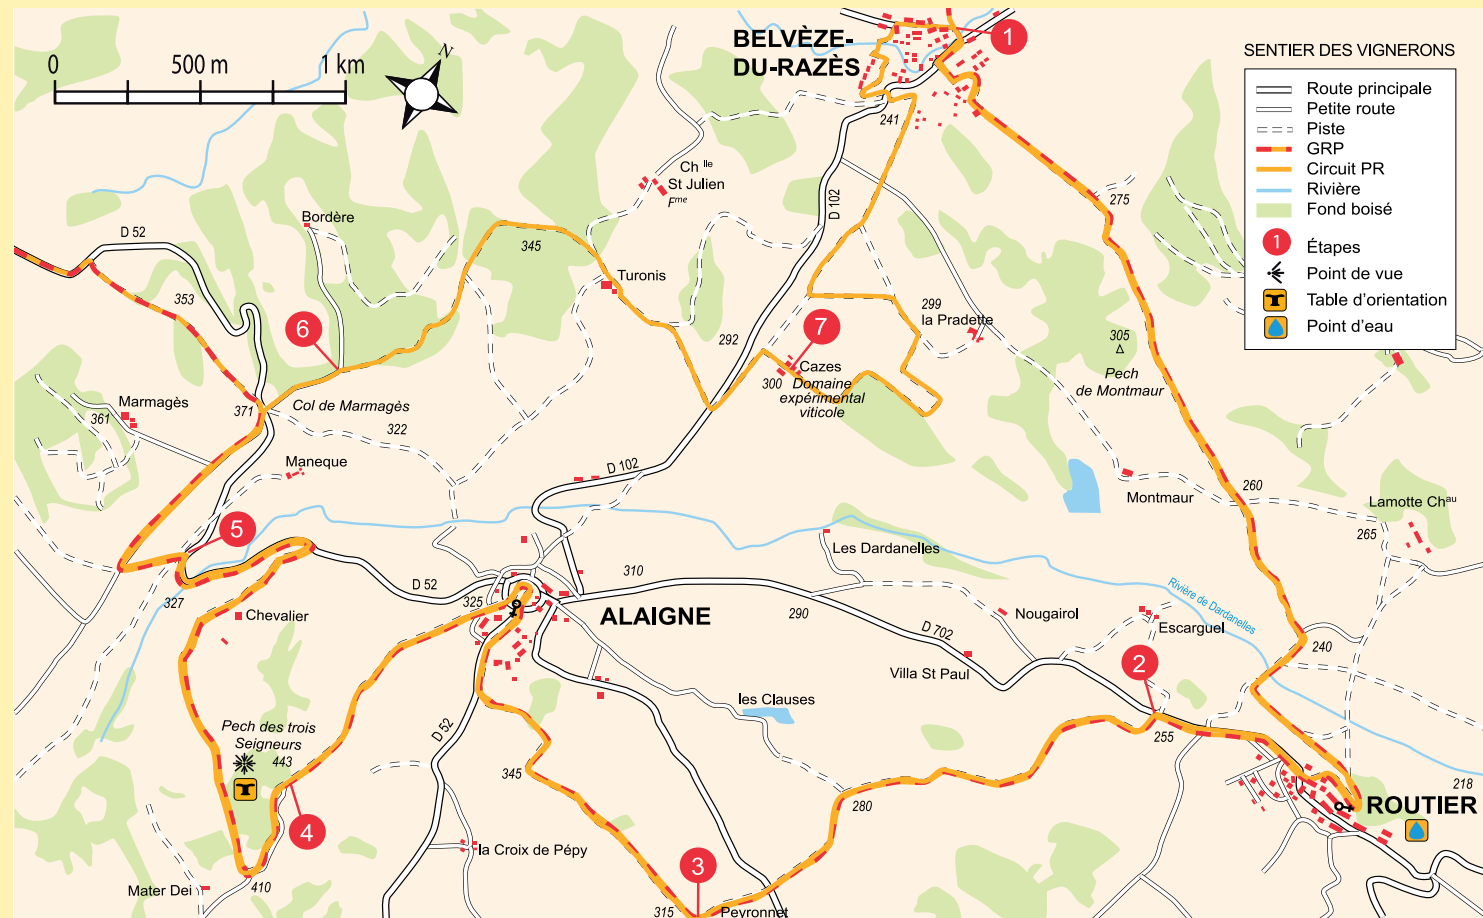 0 500 m 1 km
N
BELVÈZE-
DU-RAZÈS
1
SENTIER DES VIGNERONS
Route principale
Petite route
Piste
GRP
Circuit PR
Rivière
Fond boisé
1 Étapes
Point de vue
Table d'orientation
Point d'eau
241
Ch lle
St Julien
Fme
D 102
275
Bordère
D 52
345
Turonis
353
299
la Pradette
6
7
292
305
Cazes
300 Domaine
expérimental
viticole
Pech
de Montmaur
Marmagès
361
371
Col de Marmagès
322
Maneque
D 102
Montmaur
260
Lamotte Chau
265
5
Les Dardanelles
D 52
310
327
Chevalier
325
ALAIGNE
290
Nougairol
Rivière de Dardanelles
Escarguel
240
D 702
2
Villa St Paul
les Clauses
D 52
Pech des trois
Seigneurs
443
255
345
280
218
ROUTIER
4
la Croix de Pépy
3
Mater Dei
410
315
Peyronnet